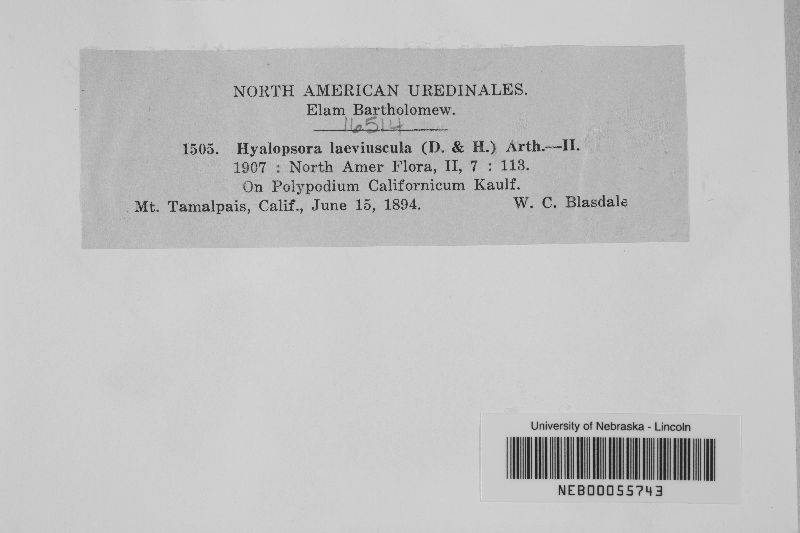 NORTH AMERICAN UREDINALES.
Elam Bartholomew.
16514
1505. Hyalopsora laeviuscula (D. & H.) Arth.—II.
1907 : North Amer Flora, II, 7 : 113.
On Polypodium Californicum Kaulf.
Mt. Tamalpais, Calif., June 15, 1894. W. C. Blasdale
University of Nebraska - Lincoln
NEB00055743